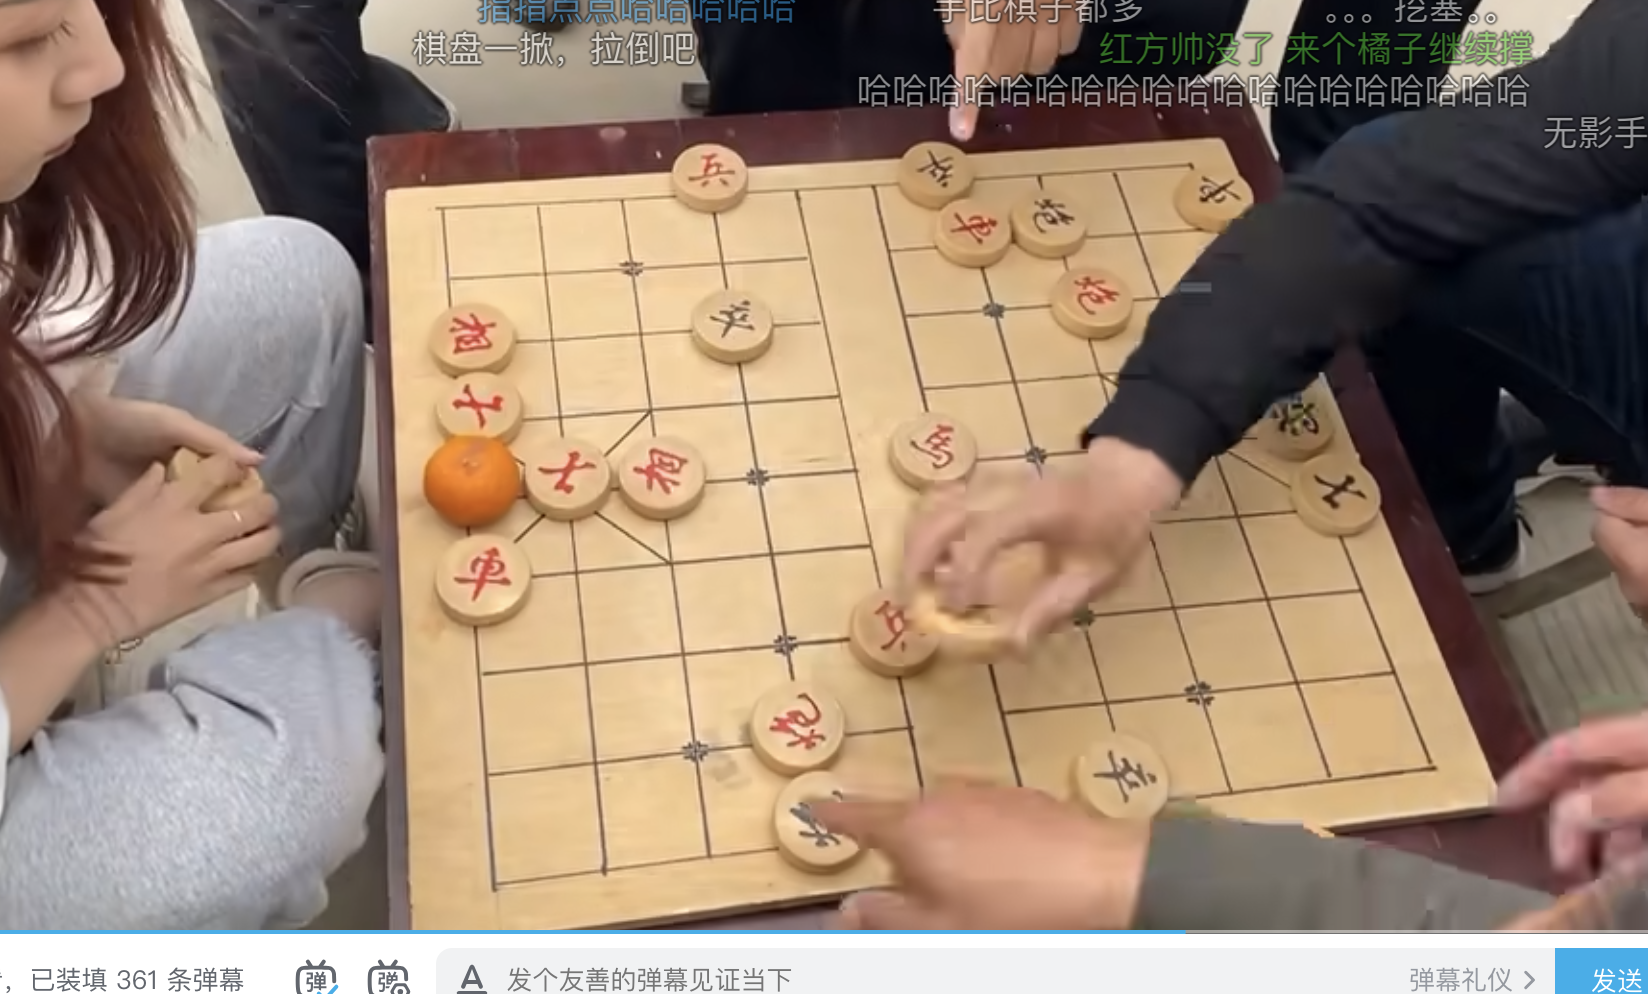 指指点点哈哈哈哈哈
手比棋子都多
。。。挖塞。。
棋盘一掀，拉倒吧
红方帅没了 来个橘子继续撑
哈哈哈哈哈哈哈哈哈哈哈哈哈哈哈哈哈哈哈
无影手
兵
卒
車
炮
卒
炮
相
仕
馬
仕
相
士
車
兵
炮
卒
已装填 361 条弹幕
弹
弹
A
发个友善的弹幕见证当下
弹幕礼仪 >
发送